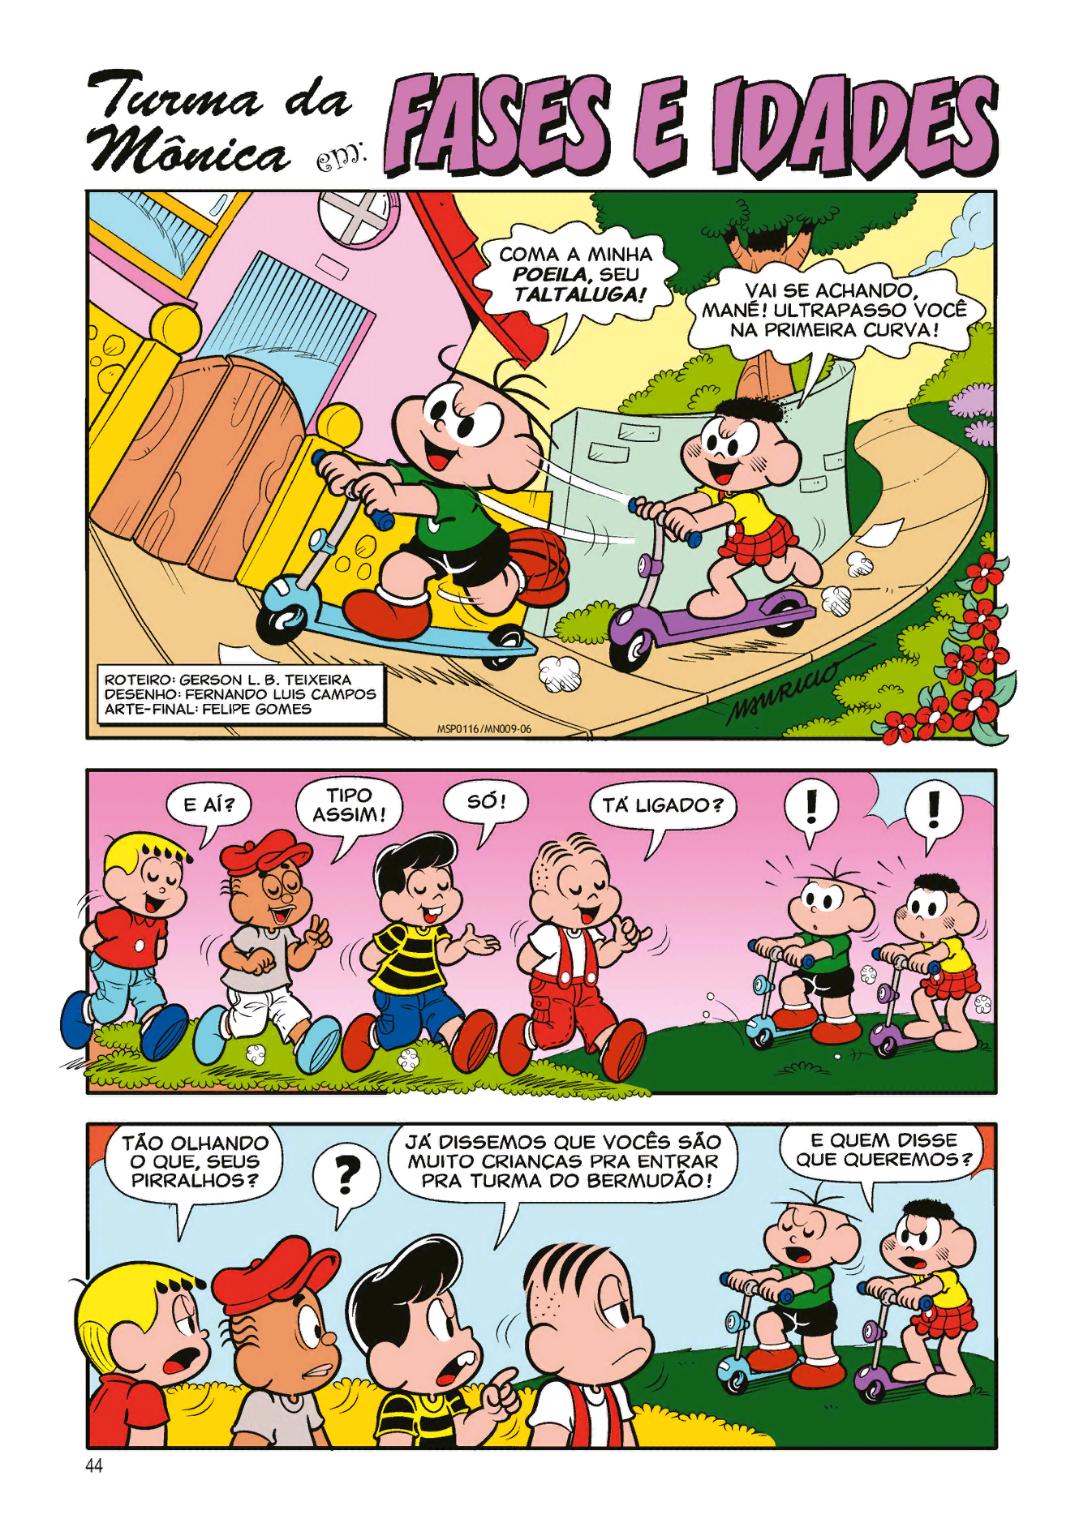 Turma da
Mônica em: FASES E IDADES
COMA A MINHA
POEILA, SEU
TALTALUGA!
VAI SE ACHANDO,
MANÉ! ULTRAPASSO VOCÊ
NA PRIMEIRA CURVA!
ROTEIRO: GERSON L. B. TEIXEIRA
DESENHO: FERNANDO LUIS CAMPOS
ARTE-FINAL: FELIPE GOMES
MSP0116/MN009-06
MAURICIO
E AÍ?
TIPO
ASSIM!
SÓ!
TÁ LIGADO?
!
!
TÃO OLHANDO
O QUE, SEUS
PIRRALHOS?
?
JÁ DISSEMOS QUE VOCÊS SÃO
MUITO CRIANÇAS PRA ENTRAR
PRA TURMA DO BERMUDÃO!
E QUEM DISSE
QUE QUEREMOS?
44